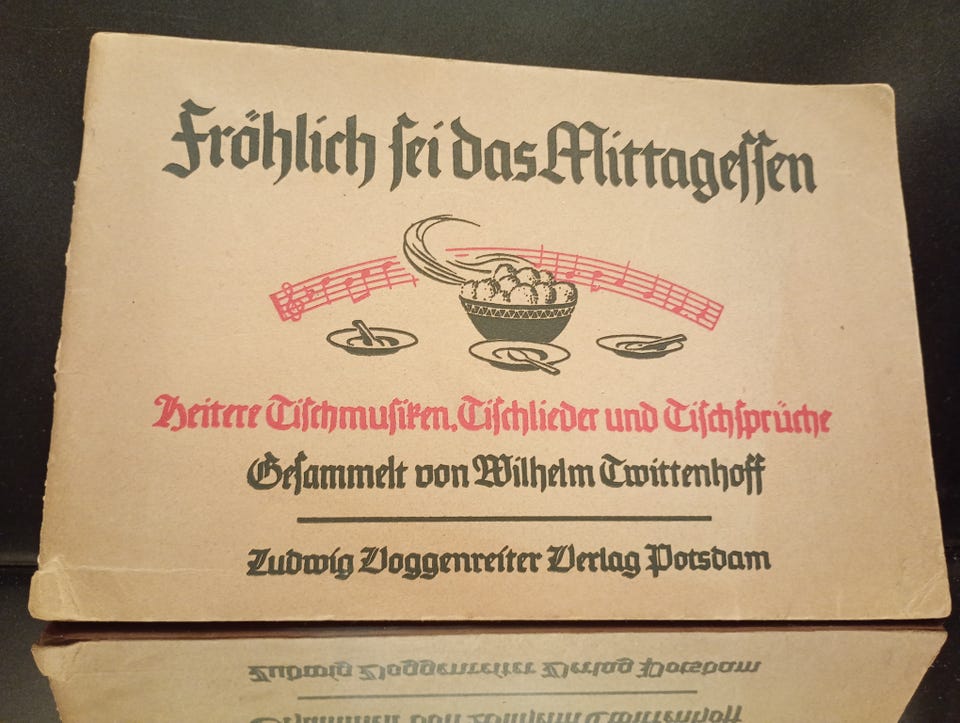 Fröhlich sei das Mittagessen
Heitere Tischmusiken, Tischlieder und Tischsprüche
Gesammelt von Wilhelm Twittenhoff
Ludwig Voggenreiter Verlag Potsdam